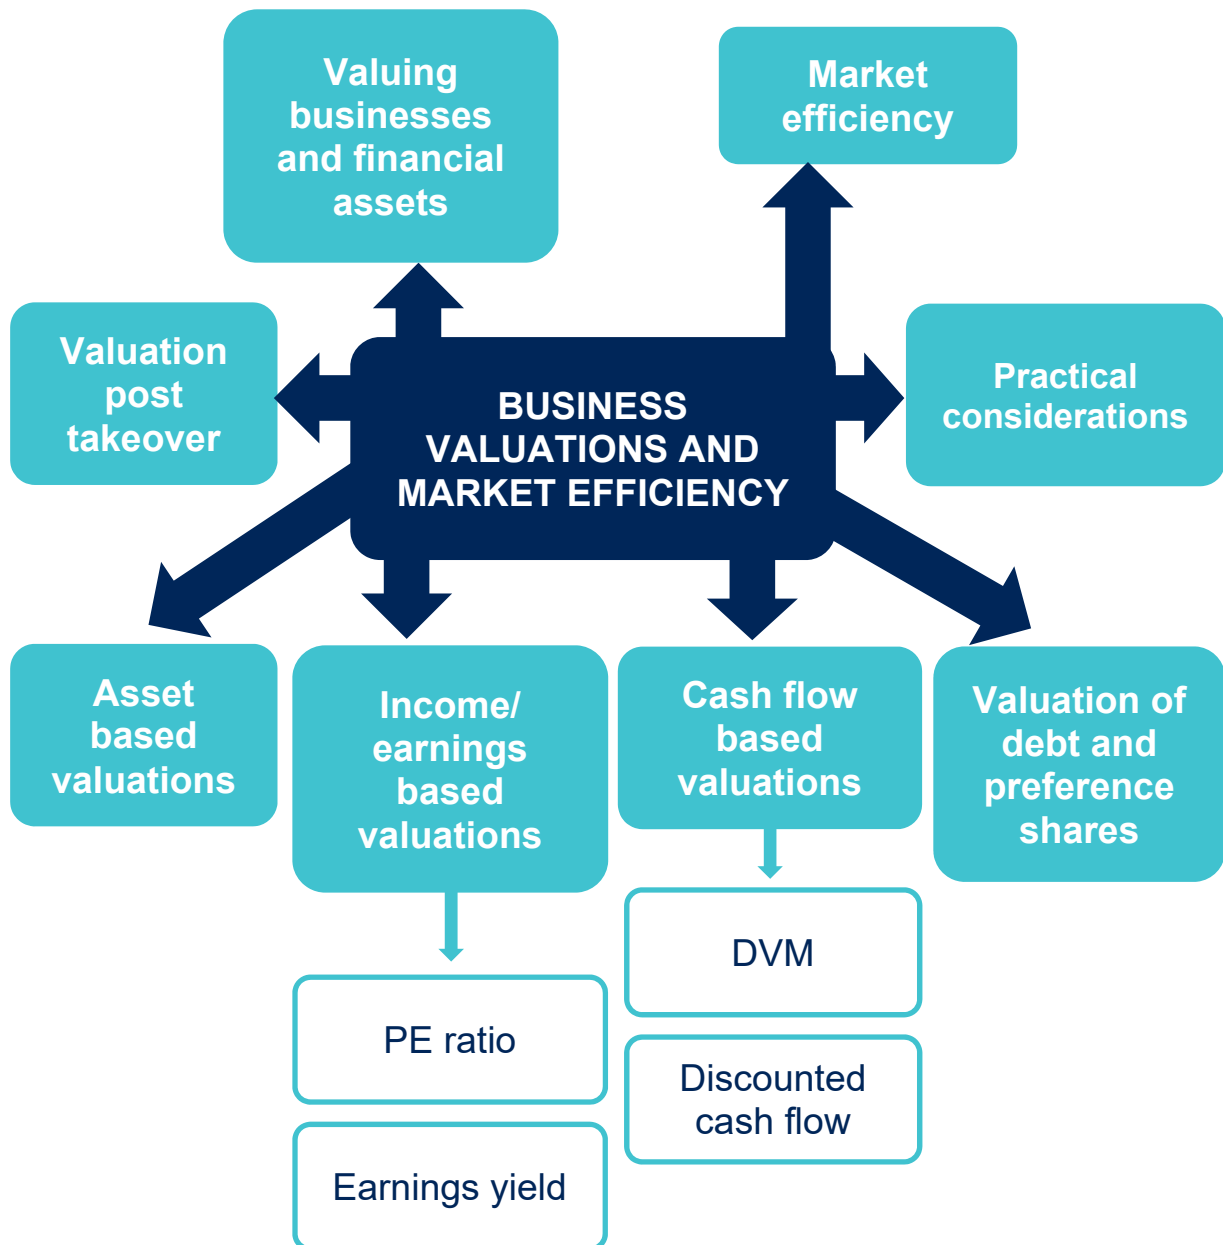 Valuing
businesses
and financial
assets
Market
efficiency
Valuation
post
takeover
BUSINESS
VALUATIONS AND
MARKET EFFICIENCY
Practical
considerations
Asset
based
valuations
Income/
earnings
based
valuations
Cash flow
based
valuations
Valuation of
debt and
preference
shares
PE ratio
Earnings yield
DVM
Discounted
cash flow